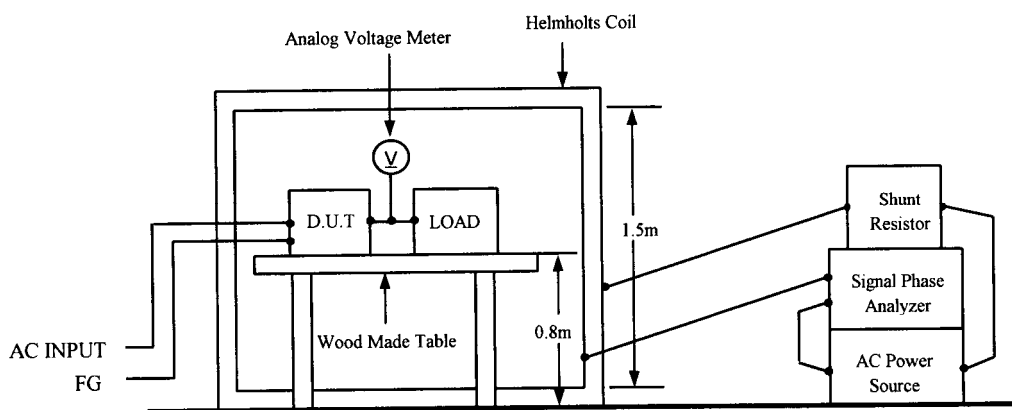 Helmholts Coil
Analog Voltage Meter
V
D.U.T
LOAD
1.5m
Shunt
Resistor
Signal Phase
Analyzer
0.8m
Wood Made Table
AC INPUT
FG
AC Power
Source